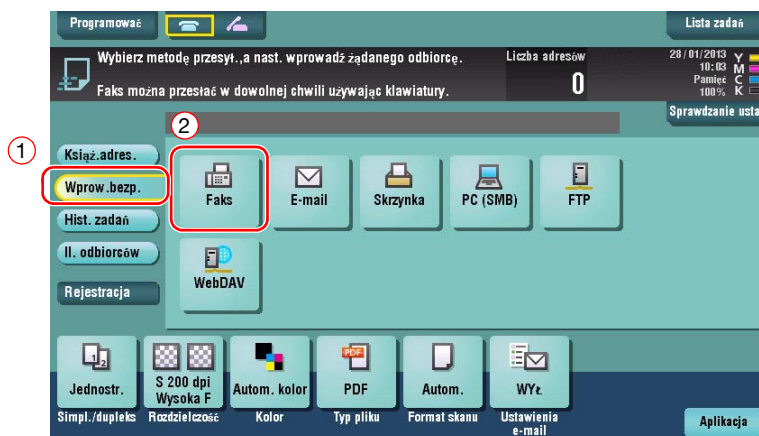 Programować
Lista zadań
Wybierz metodę przesył.,a nast. wprowadź żądanego odbiorcę.
Faks można przesłać w dowolnej chwili używając klawiatury.
Liczba adresów
0
28/01/2013
10:03
Pamięć
100%
Y
M
C
K
Sprawdzanie usta
1
2
Książ.adres.
Wprow.bezp.
Hist. zadań
Il. odbiorców
Rejestracja
Faks
E-mail
Skrzynka
PC (SMB)
FTP
WebDAV
1 2
Jednostr.
Simpl./dupleks
S 200 dpi
Wysoka F
Rozdzielczość
Autom. kolor
Kolor
PDF
PDF
Typ pliku
Autom.
Format skanu
WYŁ
Ustawienia
e-mail
Aplikacja